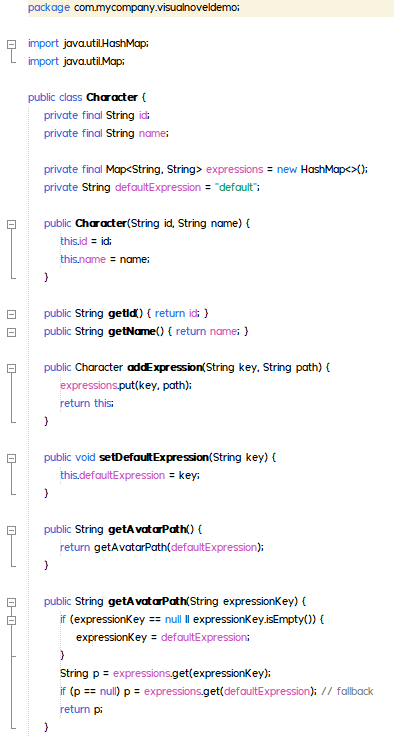 package com.mycompany.visualnoveldemo;
import java.util.HashMap;
import java.util.Map;
public class Character {
private final String id;
private final String name;
private final Map<String, String> expressions = new HashMap<>();
private String defaultExpression = "default";
public Character(String id, String name) {
this.id = id;
this.name = name;
}
public String getId() { return id; }
public String getName() { return name; }
public Character addExpression(String key, String path) {
expressions.put(key, path);
return this;
}
public void setDefaultExpression(String key) {
this.defaultExpression = key;
}
public String getAvatarPath() {
return getAvatarPath(defaultExpression);
}
public String getAvatarPath(String expressionKey) {
if (expressionKey == null || expressionKey.isEmpty()) {
expressionKey = defaultExpression;
}
String p = expressions.get(expressionKey);
if (p == null) p = expressions.get(defaultExpression); // fallback
return p;
}